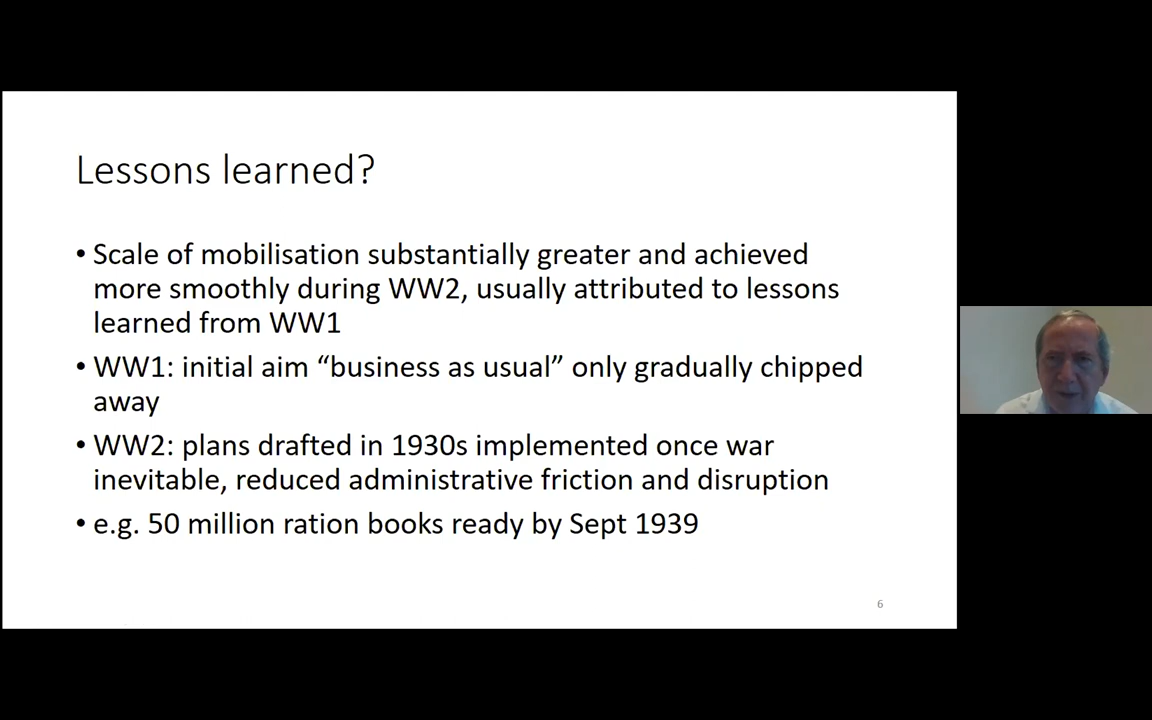 Lessons learned?
• Scale of mobilisation substantially greater and achieved
more smoothly during WW2, usually attributed to lessons
learned from WW1
• WW1: initial aim “business as usual” only gradually chipped
away
• WW2: plans drafted in 1930s implemented once war
inevitable, reduced administrative friction and disruption
• e.g. 50 million ration books ready by Sept 1939
6